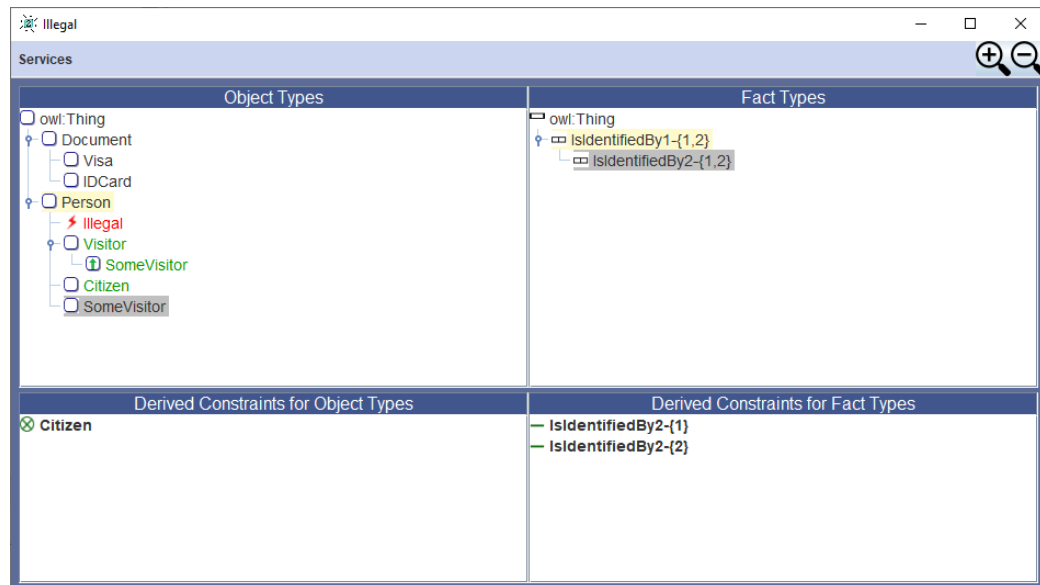 Illegal
Services
Object Types
owl:Thing
Document
Visa
IDCard
Person
Illegal
Visitor
SomeVisitor
Citizen
SomeVisitor
Fact Types
owl:Thing
IsIdentifiedBy1-{1,2}
IsIdentifiedBy2-{1,2}
Derived Constraints for Object Types
Citizen
Derived Constraints for Fact Types
IsIdentifiedBy2-{1}
IsIdentifiedBy2-{2}